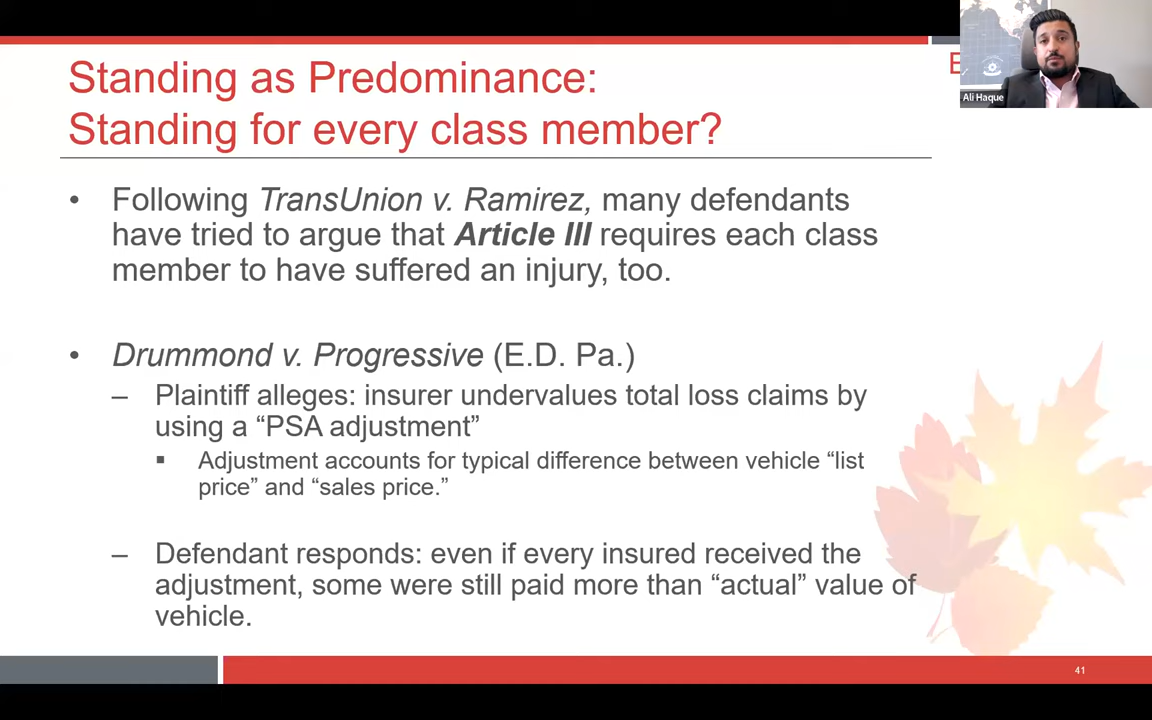 Standing as Predominance:
Standing for every class member?
E
Ali Haque
• Following TransUnion v. Ramirez, many defendants
have tried to argue that Article III requires each class
member to have suffered an injury, too.
• Drummond v. Progressive (E.D. Pa.)
– Plaintiff alleges: insurer undervalues total loss claims by
using a “PSA adjustment”
▪ Adjustment accounts for typical difference between vehicle “list
price” and “sales price.”
– Defendant responds: even if every insured received the
adjustment, some were still paid more than “actual” value of
vehicle.
41